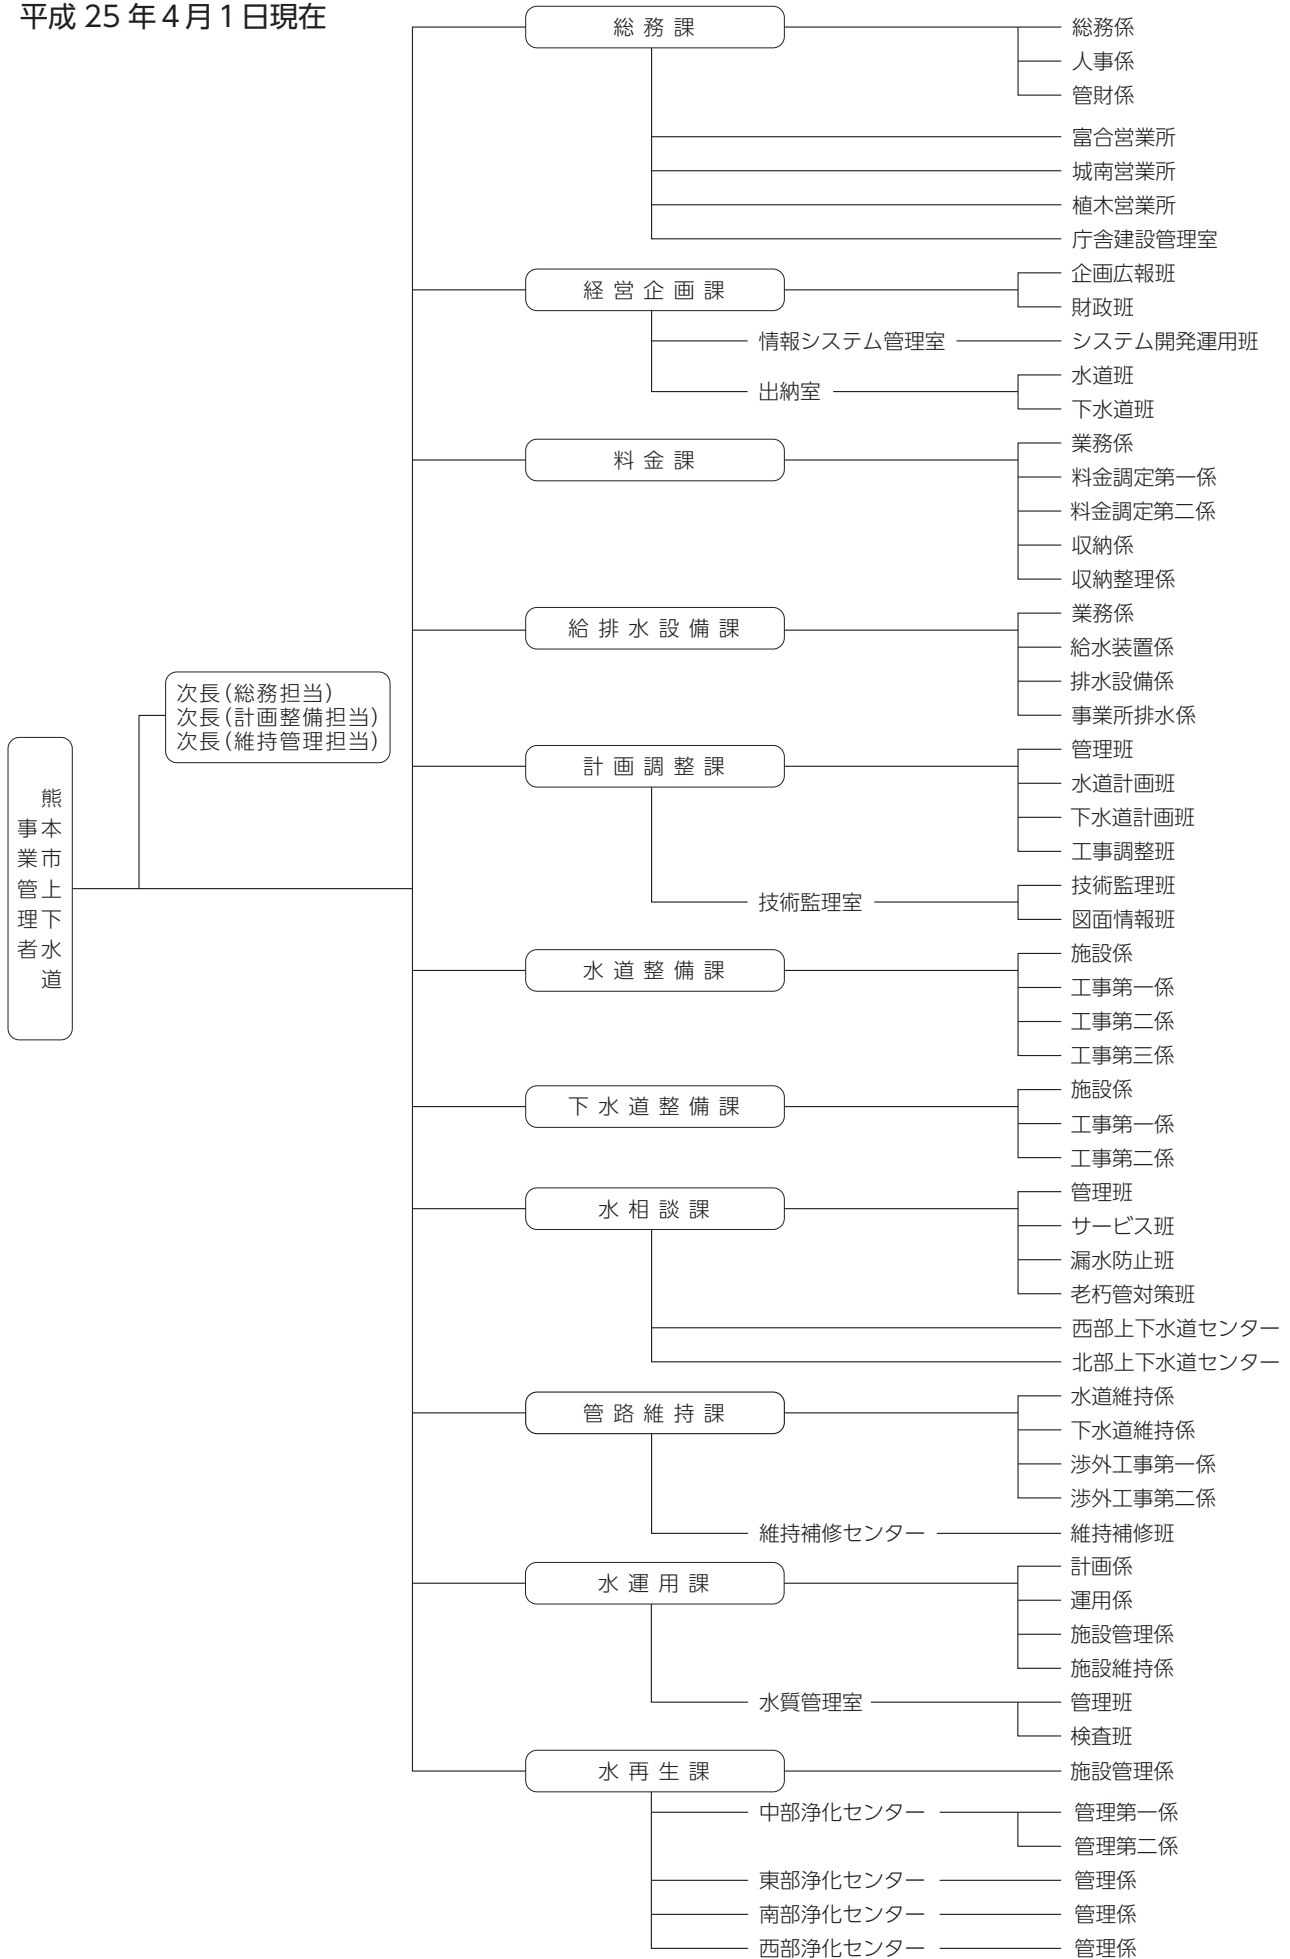 平成 25 年 4 月 1 日現在
熊本市上下水道
事業管理者
次長(総務担当)
次長(計画整備担当)
次長(維持管理担当)
総務課
総務係
人事係
管財係
富合営業所
城南営業所
植木営業所
庁舎建設管理室
経営企画課
企画広報班
財政班
情報システム管理室
システム開発運用班
出納室
水道班
下水道班
料金課
業務係
料金調定第一係
料金調定第二係
収納係
収納整理係
給排水設備課
業務係
給水装置係
排水設備係
事業所排水係
計画調整課
管理班
水道計画班
下水道計画班
工事調整班
技術監理室
技術監理班
図面情報班
水道整備課
施設係
工事第一係
工事第二係
工事第三係
下水道整備課
施設係
工事第一係
工事第二係
水相談課
管理班
サービス班
漏水防止班
老朽管対策班
西部上下水道センター
北部上下水道センター
管路維持課
水道維持係
下水道維持係
渉外工事第一係
渉外工事第二係
維持補修センター
維持補修班
水運用課
計画係
運用係
施設管理係
施設維持係
水質管理室
管理班
検査班
水再生課
施設管理係
中部浄化センター
管理第一係
管理第二係
東部浄化センター
管理係
南部浄化センター
管理係
西部浄化センター
管理係